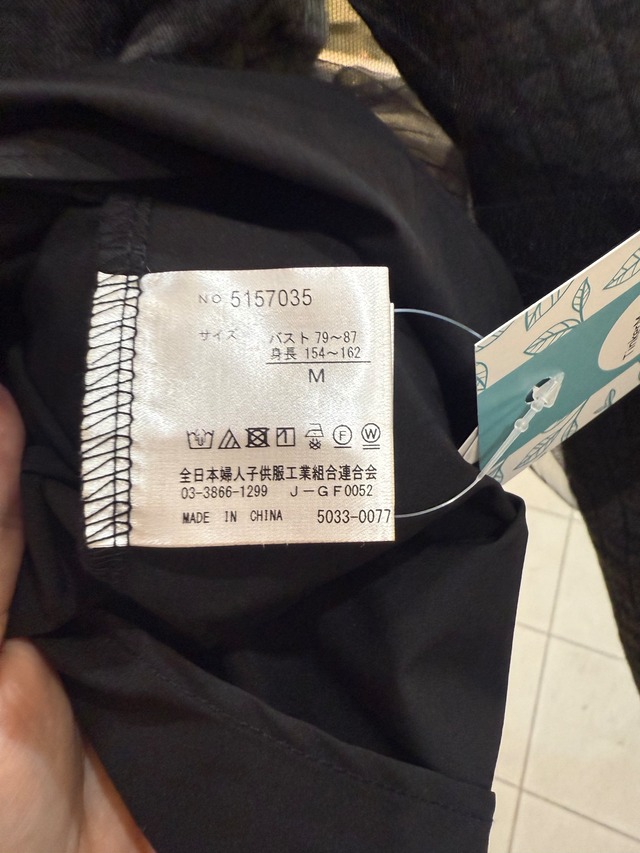 NO 5157035
サイズ バスト 79～87
身長 154～162
M
F W
全日本婦人子供服工業組合連合会
03-3866-1299 J-GF0052
MADE IN CHINA 5033-0077